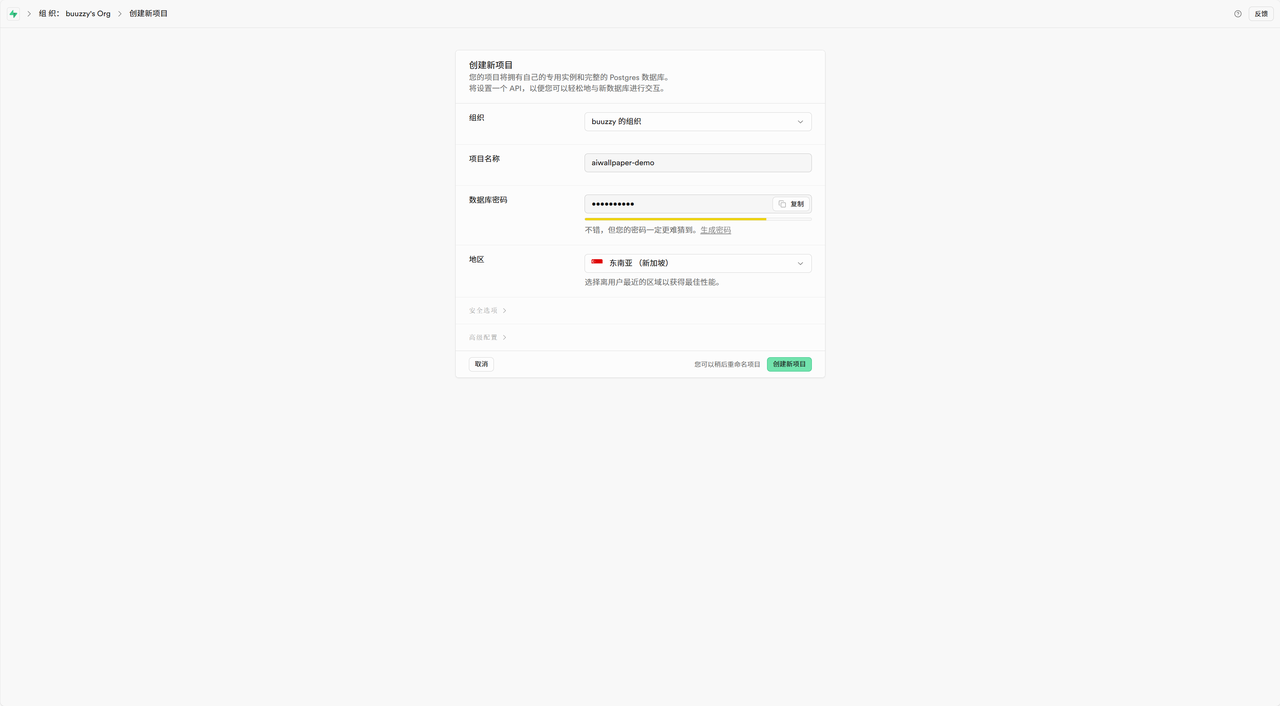 组织： buuzzy's Org 创建新项目 反馈
创建新项目
您的项目将拥有自己的专用实例和完整的 Postgres 数据库。
将设置一个 API，以便您可以轻松地与新数据库进行交互。
组织 buuzzy 的组织
项目名称 aiwallpaper-demo
数据库密码 •••••••••• 复制
不错，但您的密码一定更难猜到。生成密码
地区 东南亚 （新加坡）
选择离用户最近的区域以获得最佳性能。
安全选项
高级配置
取消 您可以稍后重命名项目 创建新项目